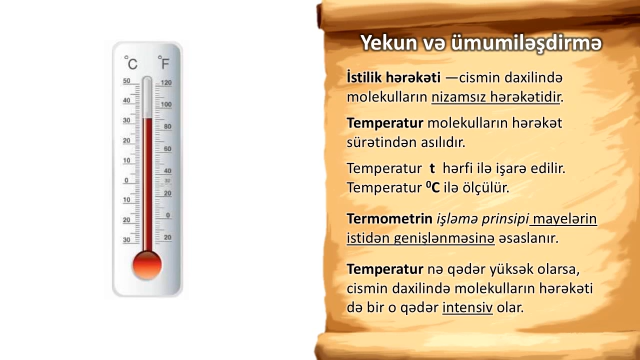 °C °F
50 120
40 100
30 80
20 60
10 40
0
10 20
20 0
30 20
Yekun və ümumiləşdirmə
İstilik hərəkəti —cismin daxilində
molekulların nizamsız hərəkətidir.
Temperatur molekulların hərəkət
sürətindən asılıdır.
Temperatur t hərfi ilə işarə edilir.
Temperatur ⁰C ilə ölçülür.
Termometrin işləmə prinsipi mayelərin
istidən genişlənməsinə əsaslanır.
Temperatur nə qədər yüksək olarsa,
cismin daxilində molekulların hərəkəti
də bir o qədər intensiv olar.